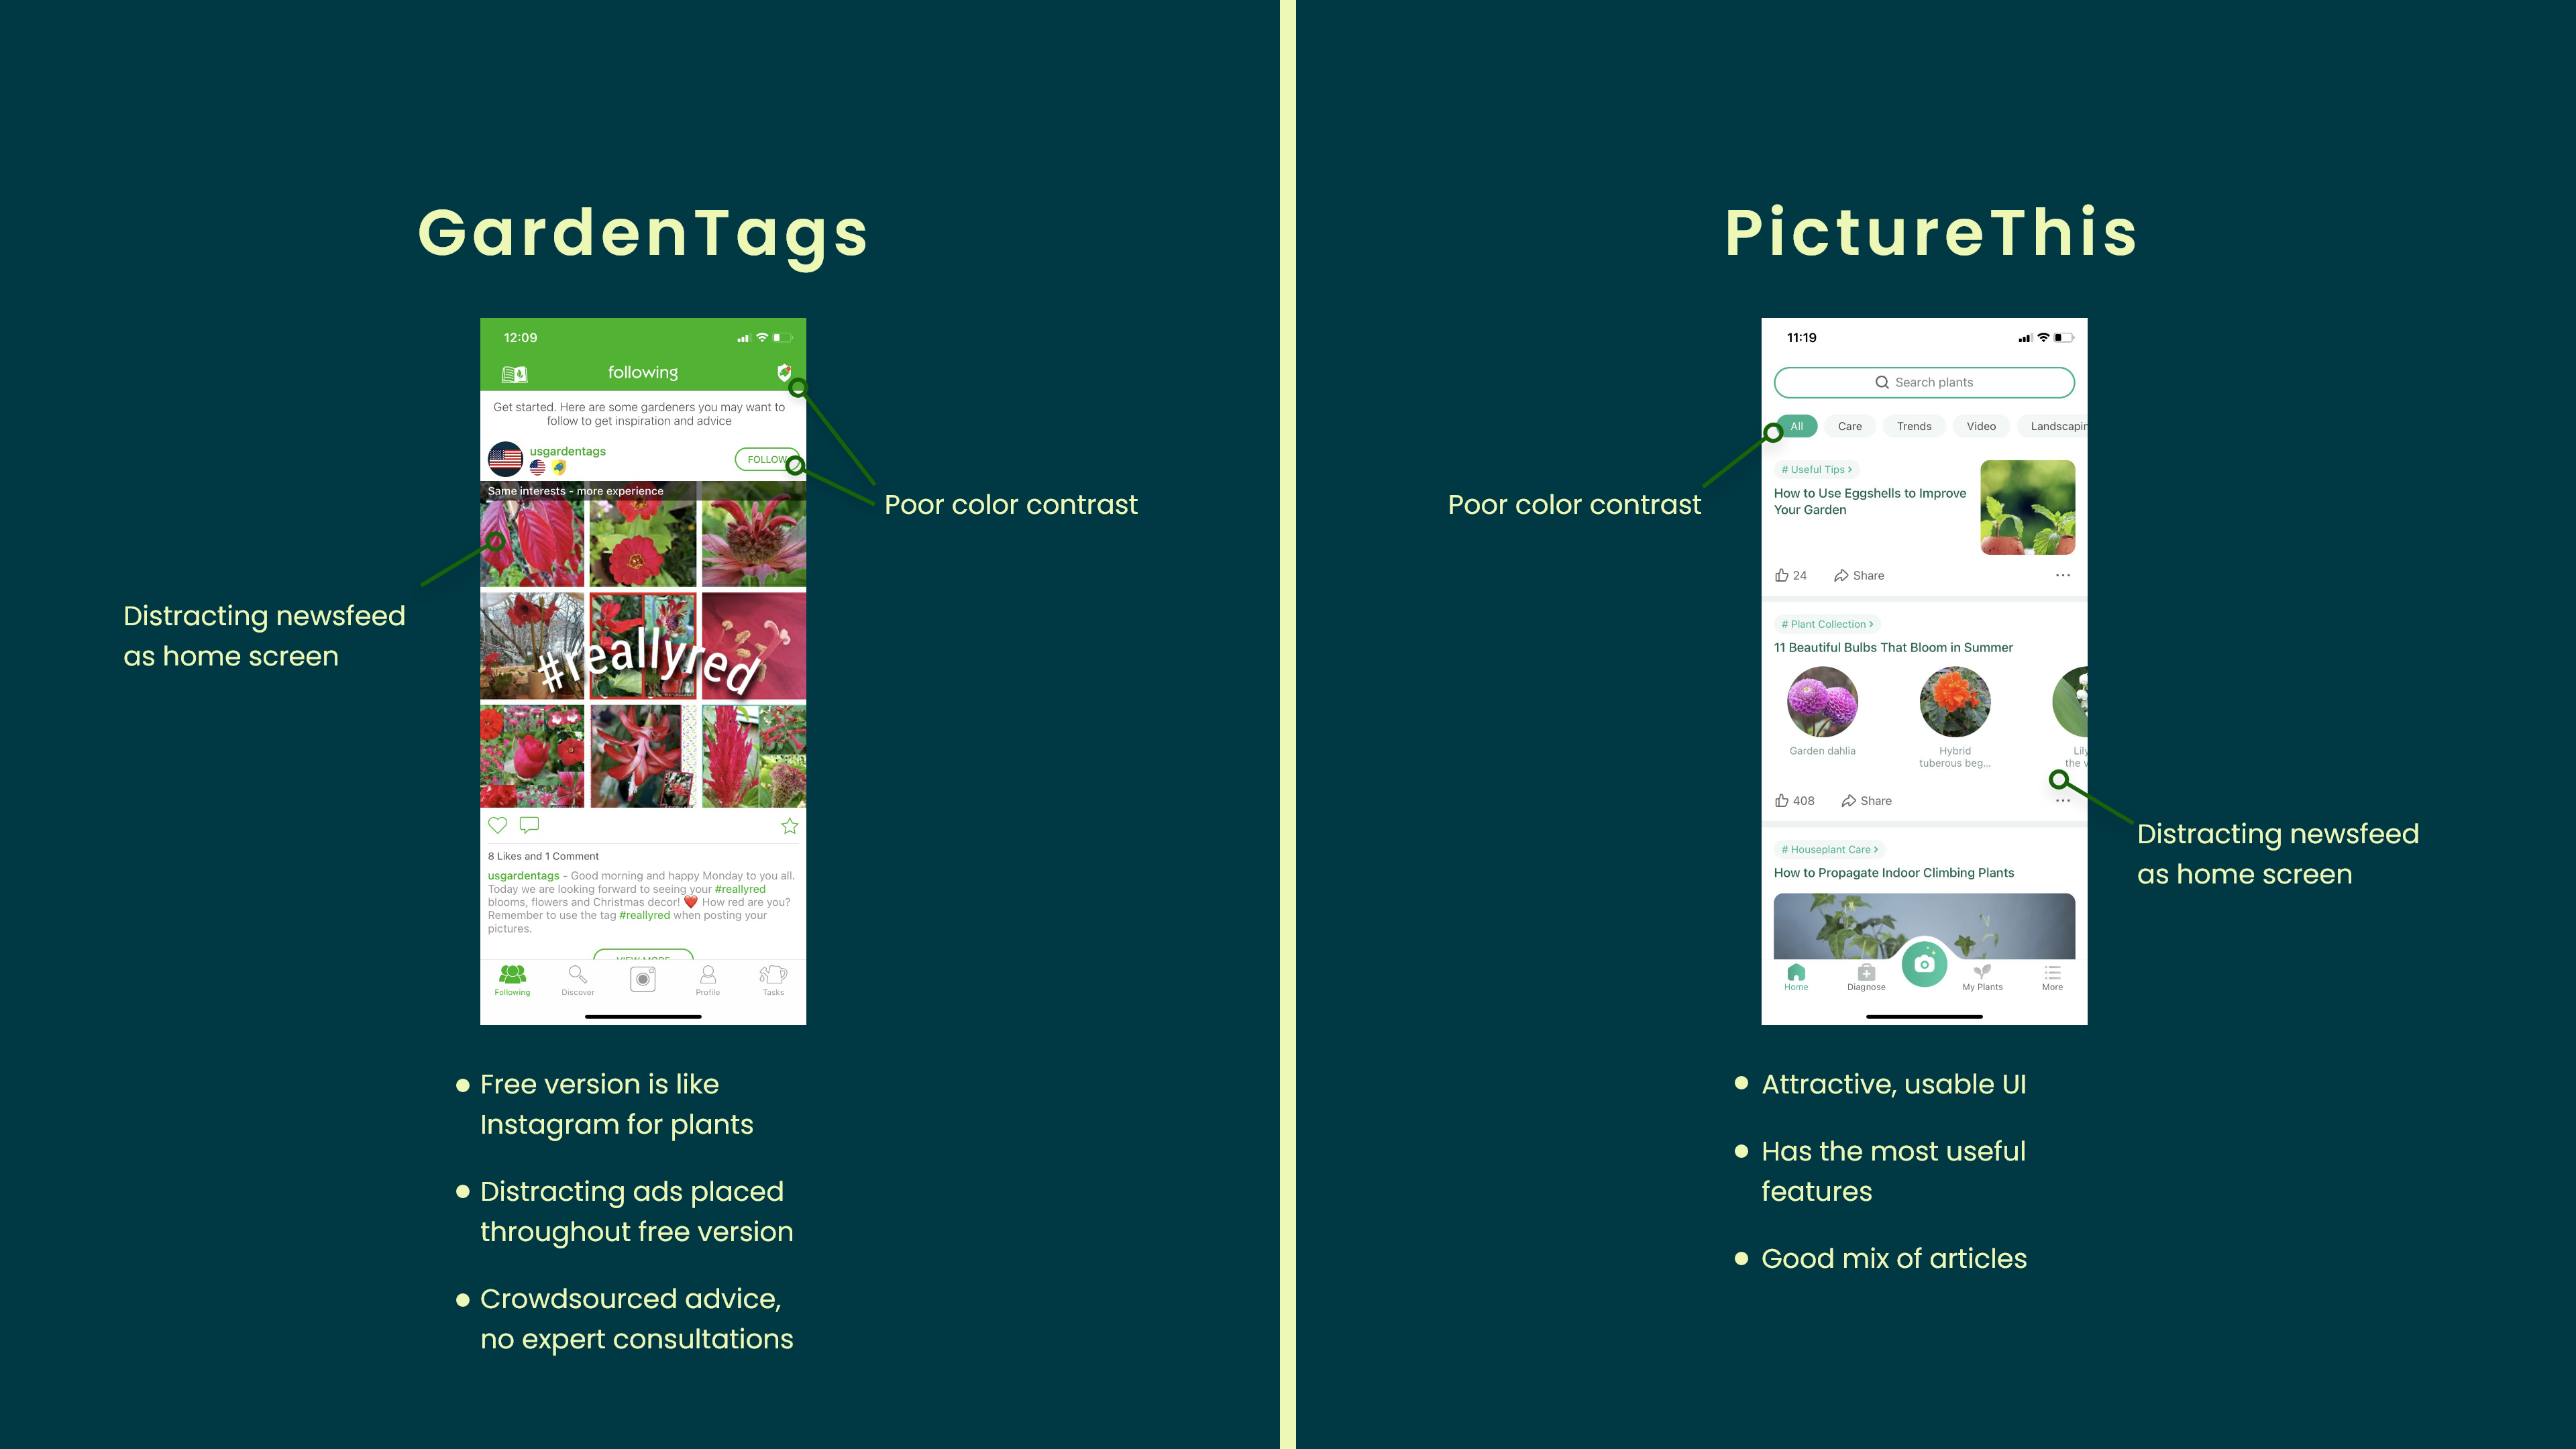 GardenTags
12:09
following
Get started. Here are some gardeners you may want to
follow to get inspiration and advice
usgardentags
FOLLOW
Same interests - more experience
#reallyred
8 Likes and 1 Comment
usgardentags - Good morning and happy Monday to you all.
Today we are looking forward to seeing your #reallyred
blooms, flowers and Christmas decor! ❤️ How red are you?
Remember to use the tag #reallyred when posting your
pictures.
VIEW MORE
Following
Discover
Profile
Tasks
Poor color contrast
Distracting newsfeed
as home screen
• Free version is like
Instagram for plants
• Distracting ads placed
throughout free version
• Crowdsourced advice,
no expert consultations
PictureThis
11:19
Search plants
All Care Trends Video Landscapin
# Useful Tips >
How to Use Eggshells to Improve
Your Garden
24 Share ...
# Plant Collection >
11 Beautiful Bulbs That Bloom in Summer
Garden dahlia
Hybrid
tuberous beg...
Lily
the v
408 Share ...
# Houseplant Care >
How to Propagate Indoor Climbing Plants
Home
Diagnose
My Plants
More
Poor color contrast
Distracting newsfeed
as home screen
• Attractive, usable UI
• Has the most useful
features
• Good mix of articles